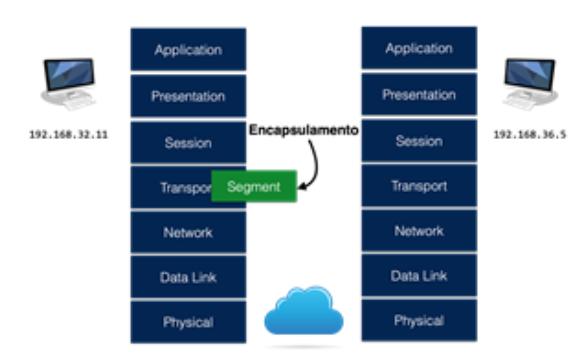 Application
Presentation
Session
Transport
Network
Data Link
Physical
192.168.32.11
Encapsulamento
Segment
Application
Presentation
Session
Transport
Network
Data Link
Physical
192.168.36.5